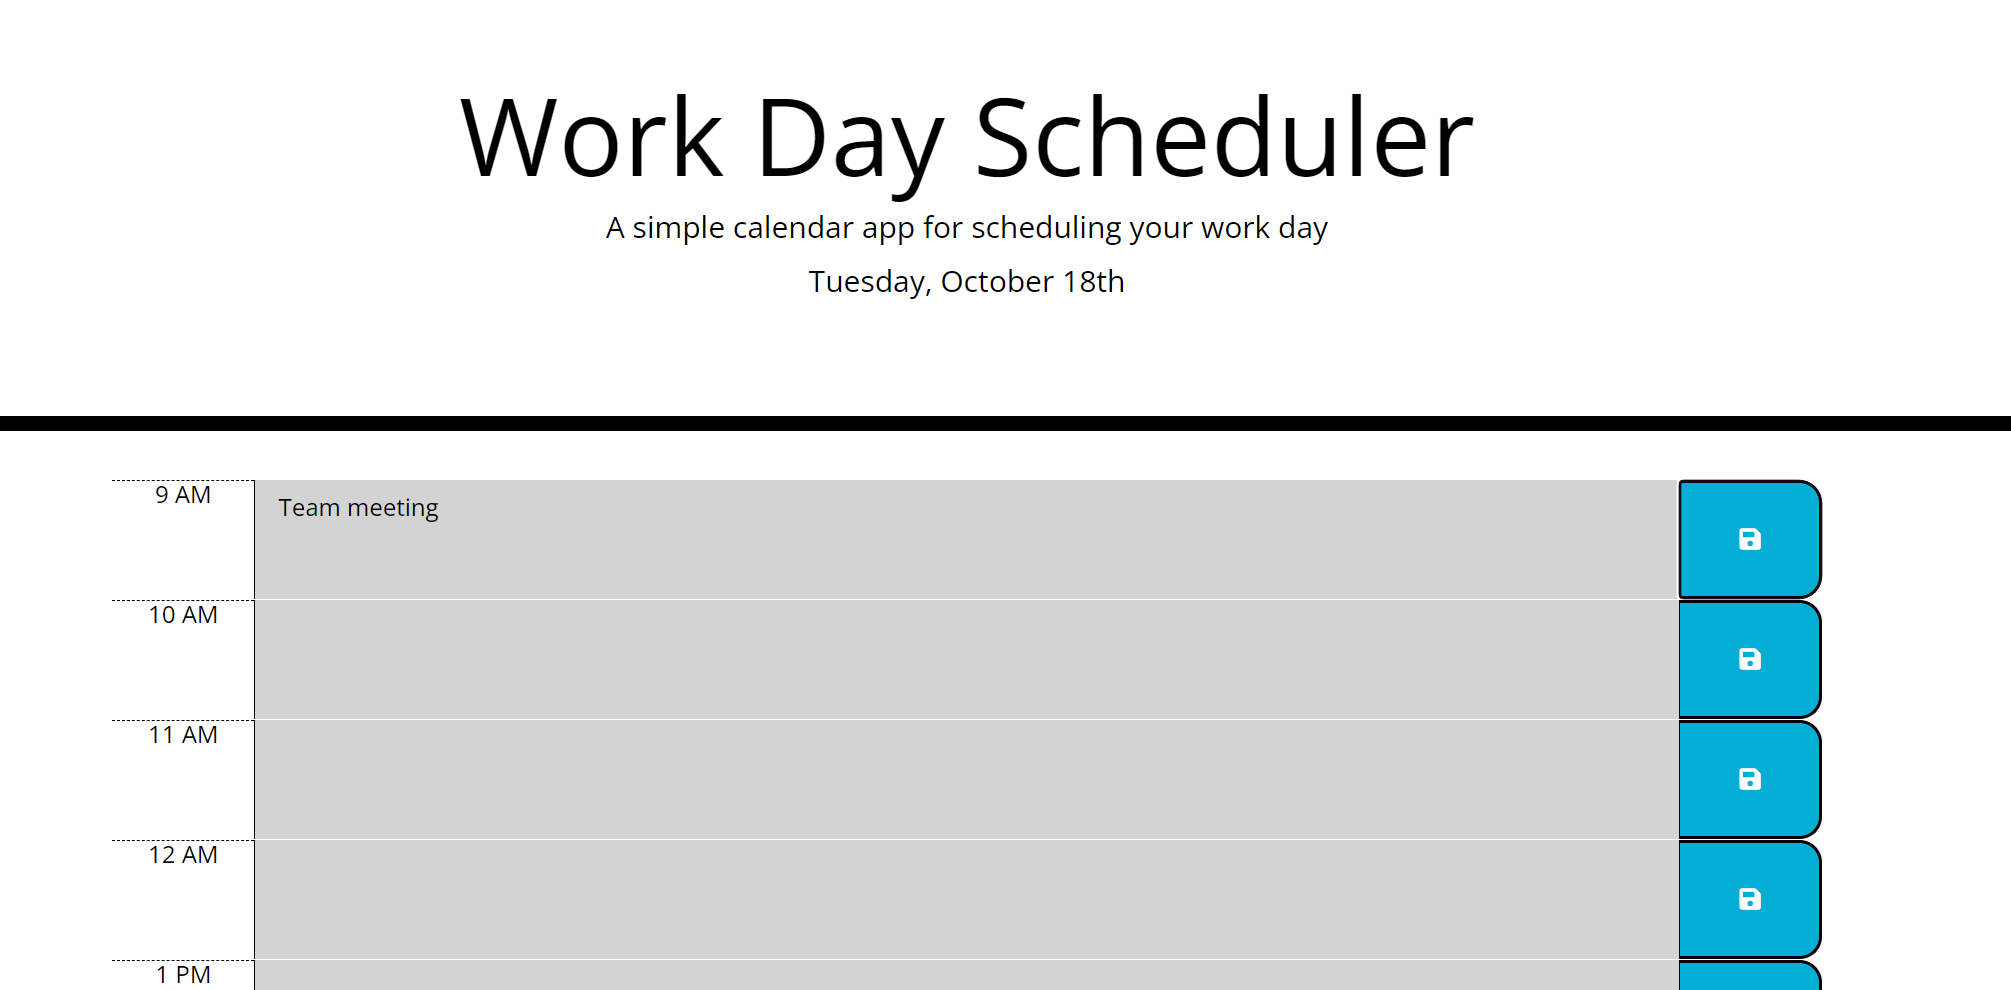 Work Day Scheduler
A simple calendar app for scheduling your work day
Tuesday, October 18th
9 AM
Team meeting
10 AM
11 AM
12 AM
1 PM